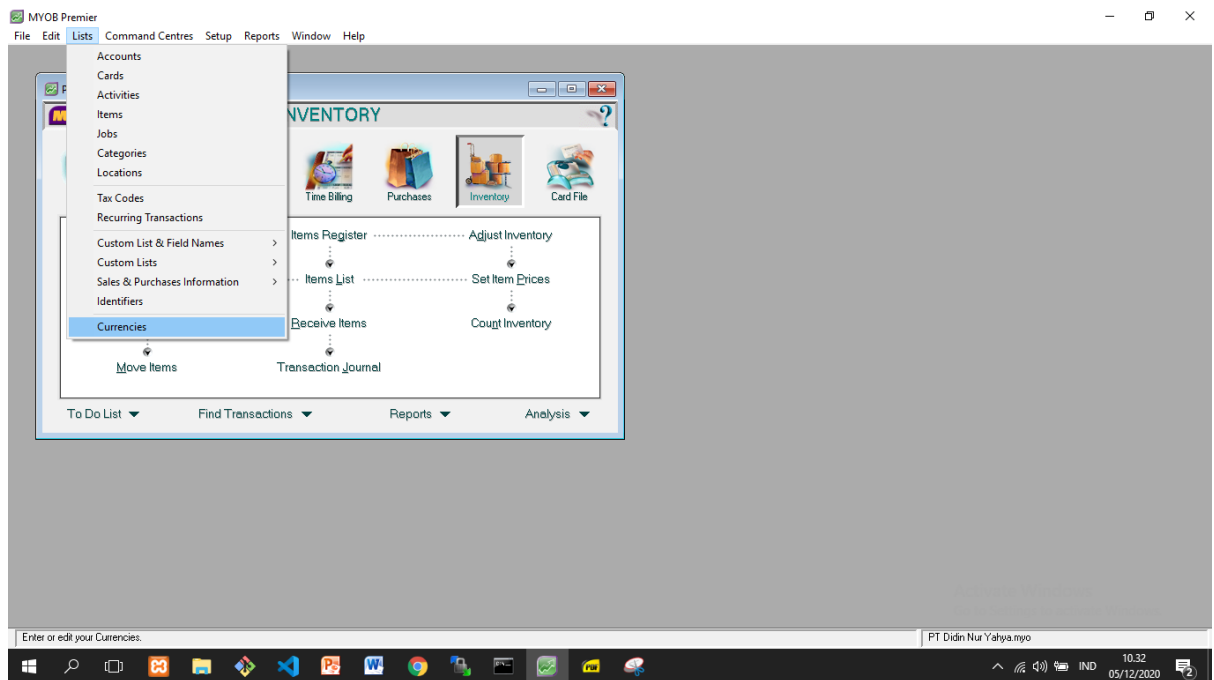 MYOB Premier
File Edit Lists Command Centres Setup Reports Window Help
Accounts
Cards
Activities
Items
Jobs
Categories
Locations
Tax Codes
Recurring Transactions
Custom List & Field Names
Custom Lists
Sales & Purchases Information
Identifiers
Currencies
NVENTORY
Time Billing Purchases Inventory Card File
Items Register Adjust Inventory
Items List Set Item Prices
Receive Items Count Inventory
Move Items Transaction Journal
To Do List Find Transactions Reports Analysis
Enter or edit your Currencies. PT Didin Nur Yahya.myo
IND 10.32
05/12/2020 2